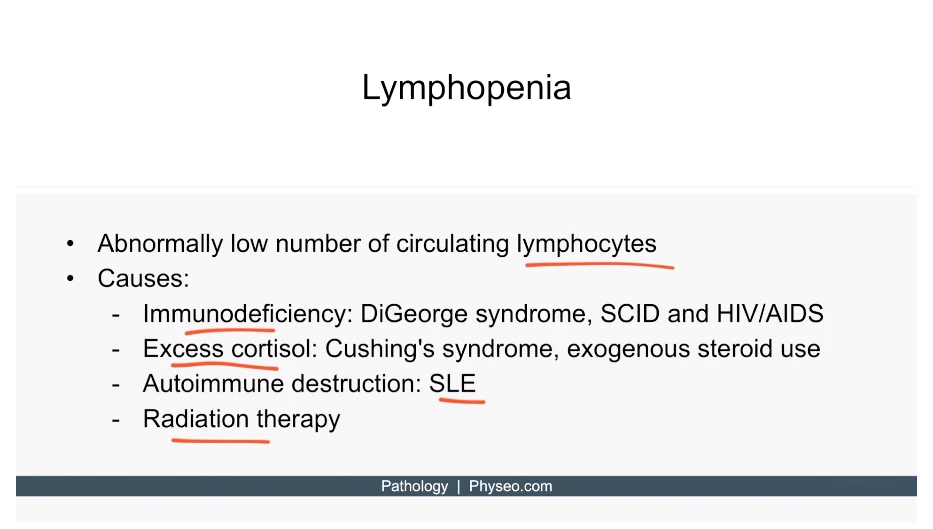 Lymphopenia
• Abnormally low number of circulating lymphocytes
• Causes:
- Immunodeficiency: DiGeorge syndrome, SCID and HIV/AIDS
- Excess cortisol: Cushing's syndrome, exogenous steroid use
- Autoimmune destruction: SLE
- Radiation therapy
Pathology | Physeo.com